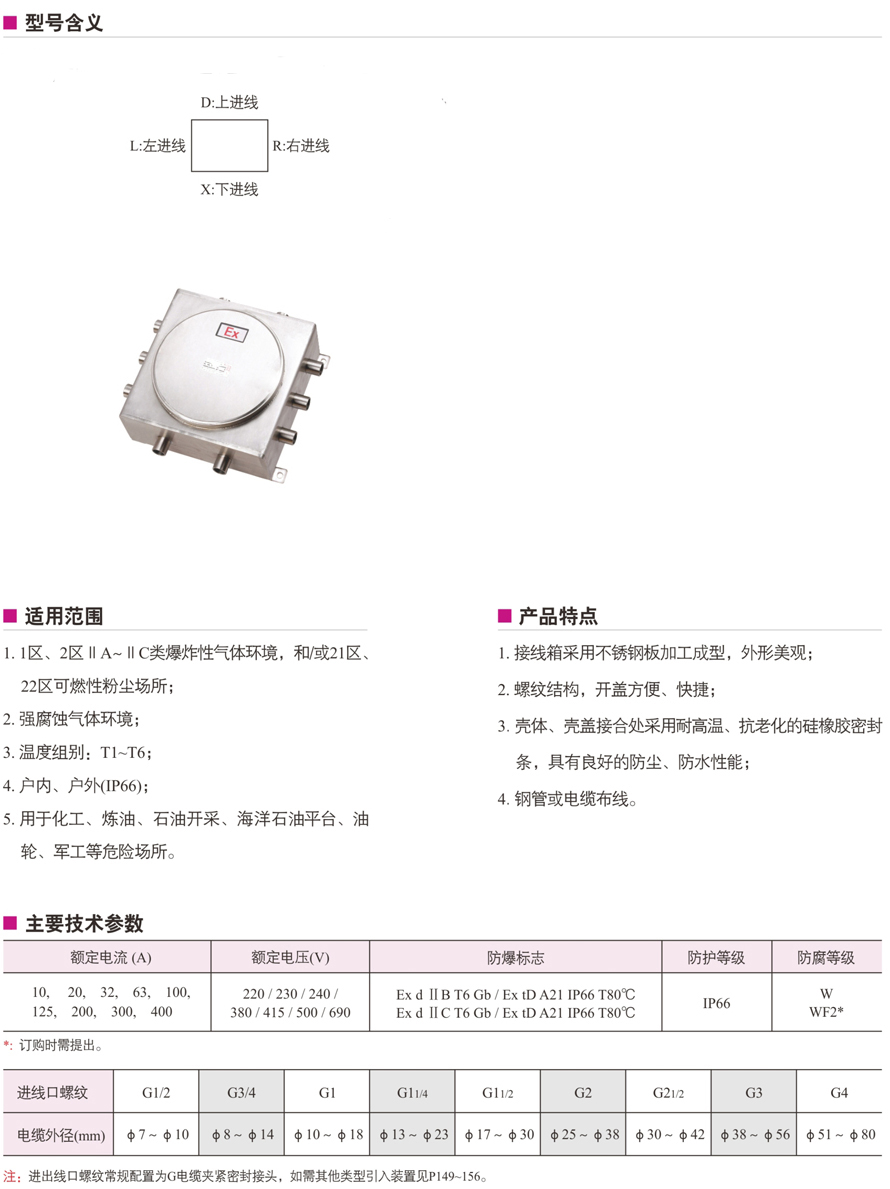 型号含义
D:上进线
L:左进线
R:右进线
X:下进线
Ex
适用范围
1. 1区、2区ⅡA~ⅡC类爆炸性气体环境，和/或21区、
22区可燃性粉尘场所；
2. 强腐蚀气体环境；
3. 温度组别：T1~T6；
4. 户内、户外(IP66)；
5. 用于化工、炼油、石油开采、海洋石油平台、油
轮、军工等危险场所。
产品特点
1. 接线箱采用不锈钢板加工成型，外形美观；
2. 螺纹结构，开盖方便、快捷；
3. 壳体、壳盖接合处采用耐高温、抗老化的硅橡胶密封
条，具有良好的防尘、防水性能；
4. 钢管或电缆布线。
主要技术参数
额定电流 (A) 额定电压(V) 防爆标志 防护等级 防腐等级
10, 20, 32, 63, 100, 220 / 230 / 240 / Ex d ⅡB T6 Gb / Ex tD A21 IP66 T80℃ IP66 W
125, 200, 300, 400 380 / 415 / 500 / 690 Ex d ⅡC T6 Gb / Ex tD A21 IP66 T80℃ WF2*
*: 订购时需提出。
进线口螺纹 G1/2 G3/4 G1 G11/4 G11/2 G2 G21/2 G3 G4
电缆外径(mm) φ7～φ10 φ8～φ14 φ10～φ18 φ13～φ23 φ17～φ30 φ25～φ38 φ30～φ42 φ38～φ56 φ51～φ80
注：进出线口螺纹常规配置为G电缆夹紧密封接头，如需其他类型引入装置见P149~156。